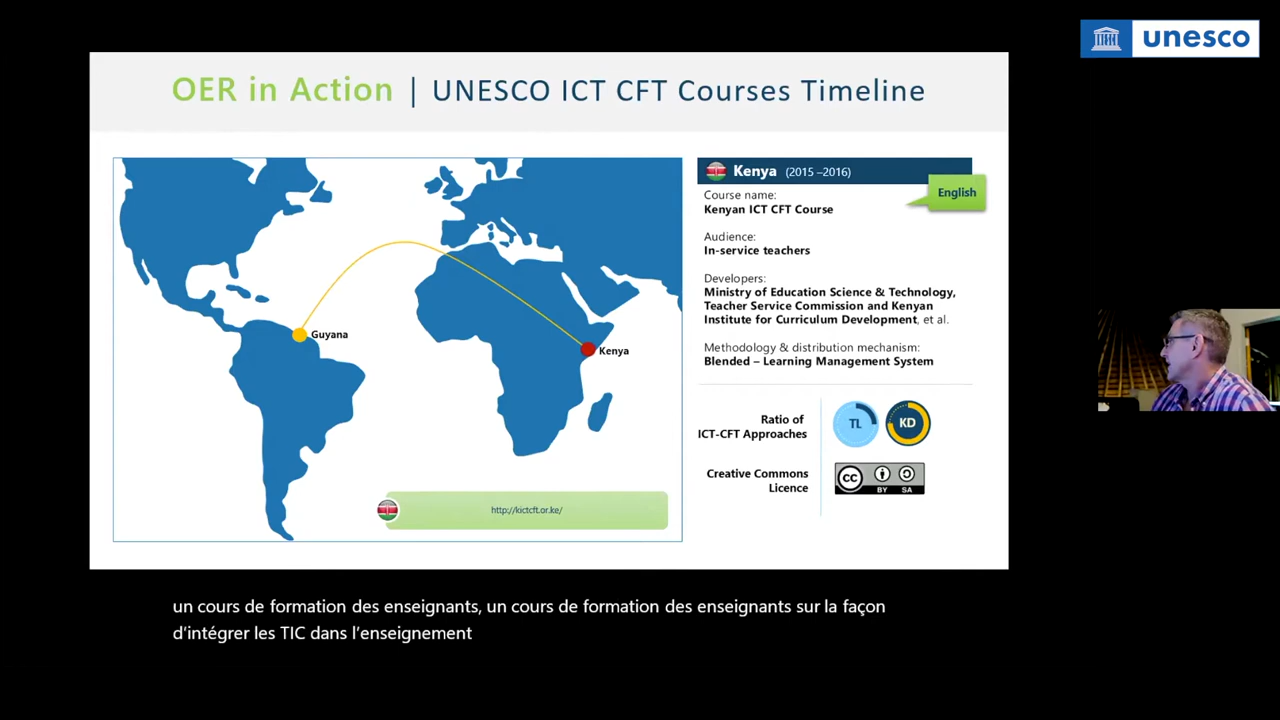 unesco
OER in Action | UNESCO ICT CFT Courses Timeline
Guyana
Kenya
http://kictcft.or.ke/
Kenya (2015 –2016)
English
Course name:
Kenyan ICT CFT Course
Audience:
In-service teachers
Developers:
Ministry of Education Science & Technology,
Teacher Service Commission and Kenyan
Institute for Curriculum Development, et al.
Methodology & distribution mechanism:
Blended – Learning Management System
Ratio of
ICT-CFT Approaches
TL
KD
Creative Commons
Licence
cc
BY SA
un cours de formation des enseignants, un cours de formation des enseignants sur la façon
d'intégrer les TIC dans l'enseignement